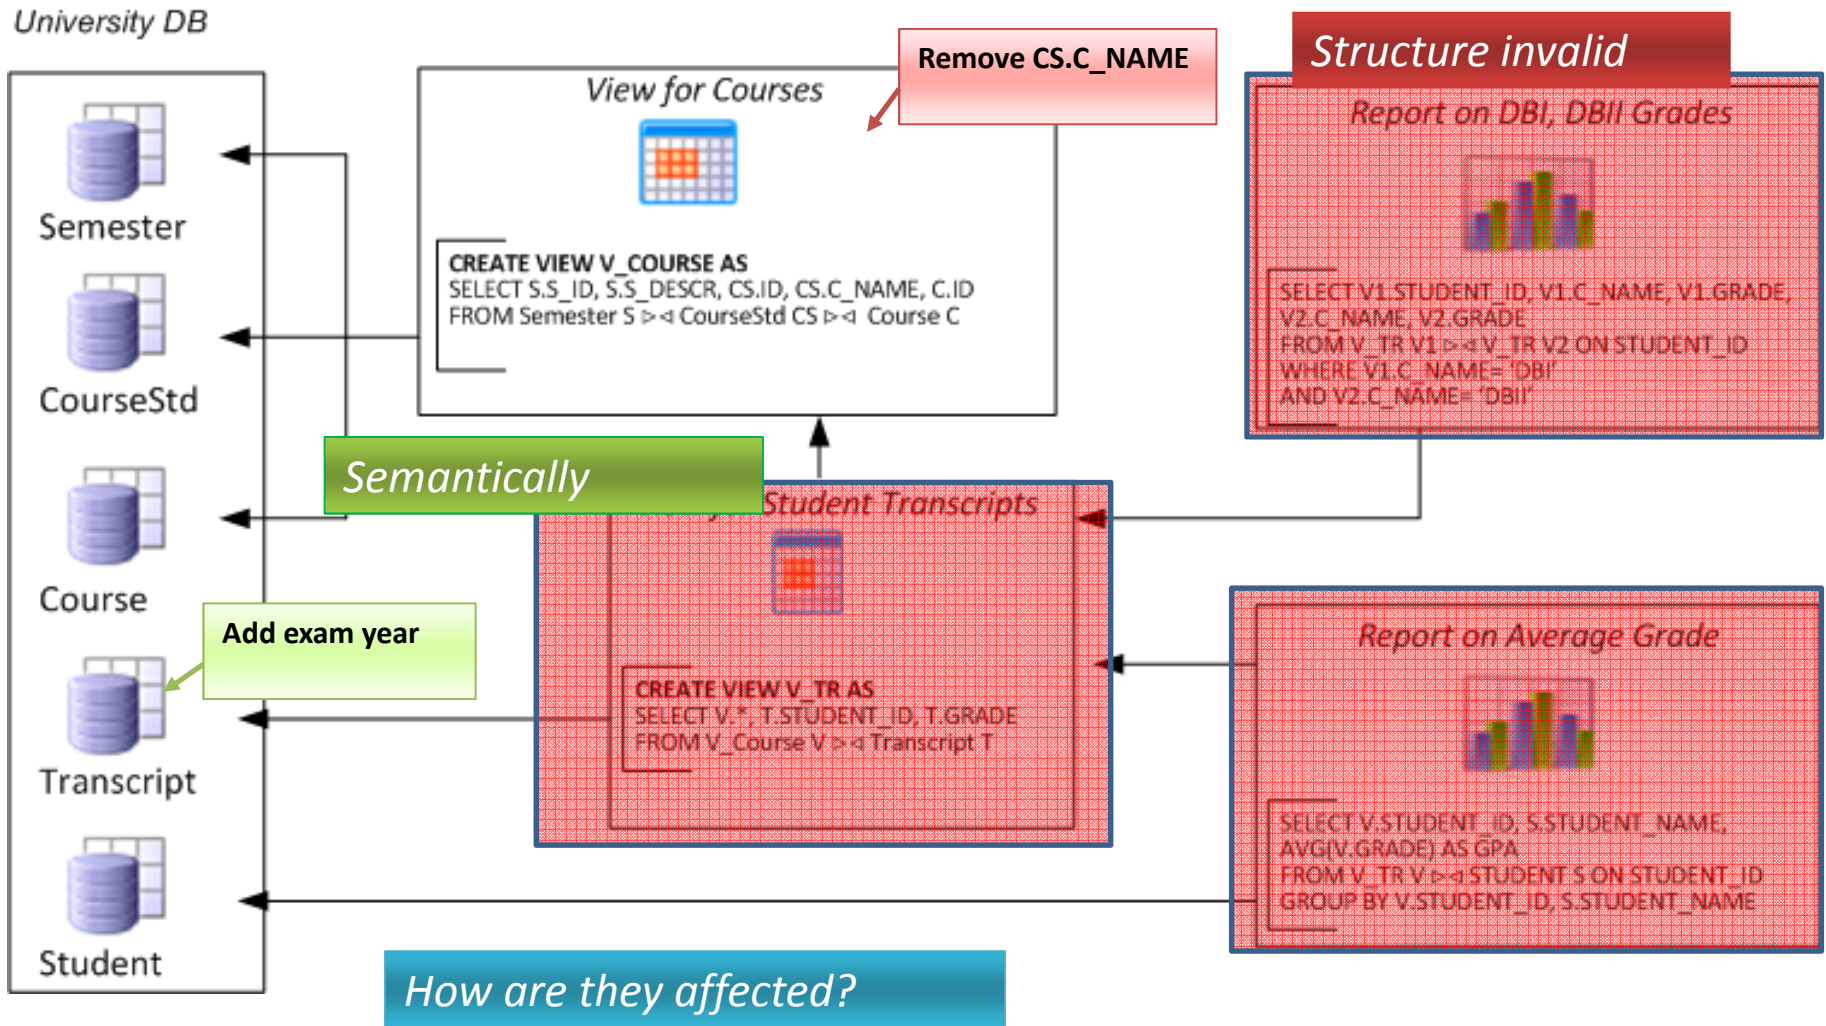 University DB
Semester
CourseStd
Course
Transcript
Student
Add exam year
View for Courses
Remove CS.C_NAME
CREATE VIEW V_COURSE AS
SELECT S.S_ID, S.S_DESCR, CS.ID, CS.C_NAME, C.ID
FROM Semester S ▷◁ CourseStd CS ▷◁ Course C
Semantically
Student Transcripts
CREATE VIEW V_TR AS
SELECT V.*, T.STUDENT_ID, T.GRADE
FROM V_Course V ▷◁ Transcript T
Structure invalid
Report on DBI, DBII Grades
SELECT V1.STUDENT_ID, V1.C_NAME, V1.GRADE,
V2.C_NAME, V2.GRADE
FROM V_TR V1 ▷◁ V_TR V2 ON STUDENT_ID
WHERE V1.C_NAME= ‘DBI’
AND V2.C_NAME= ‘DBII’
Report on Average Grade
SELECT V.STUDENT_ID, S.STUDENT_NAME,
AVG(V.GRADE) AS GPA
FROM V_TR V ▷◁ STUDENT S ON STUDENT_ID
GROUP BY V.STUDENT_ID, S.STUDENT_NAME
How are they affected?